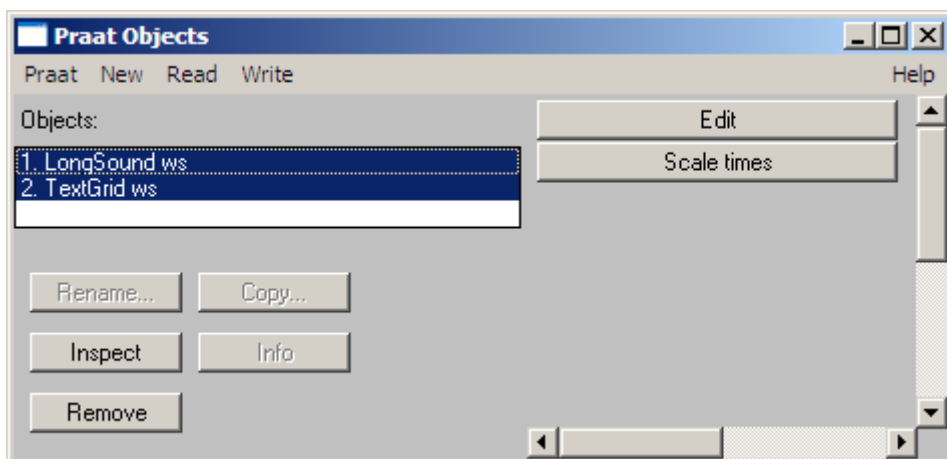 Praat Objects
Praat New Read Write Help
Objects:
1. LongSound ws
2. TextGrid ws
Edit
Scale times
Rename... Copy...
Inspect Info
Remove